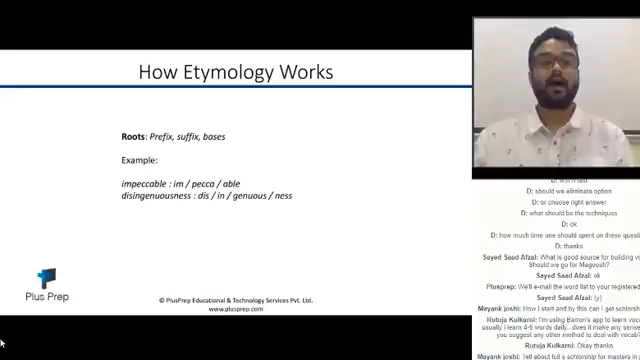 How Etymology Works
Roots: Prefix, suffix, bases
Example:
impeccable : im / pecca / able
disingenuousness : dis / in / genuous / ness
Plus Prep
© PlusPrep Educational & Technology Services Pvt. Ltd.
www.plusprep.com
D: should we eliminate option
D: or choose right answer
D: what should be the techniques
D: ok
D: how much time one should spent on these quest
D: thanks
Sayed Saad Afzal: What is good source for building vo
Should we go for Magoosh?
Sayed Saad Afzal: ok
Plusprep: We'll e-mail the word list to your registered
Sayed Saad Afzal: (y)
Mayank joshi: How I start and by this can I get schlorsh
Rutuja Kulkarni: I'm using Barron's app to learn voc
usually i learn 4-5 words daily...does it make any sense
you suggest any other method to deal with vocab?
Rutuja Kulkarni: Okay thanks
Mayank joshi: Tell about full s schlorship for masters in